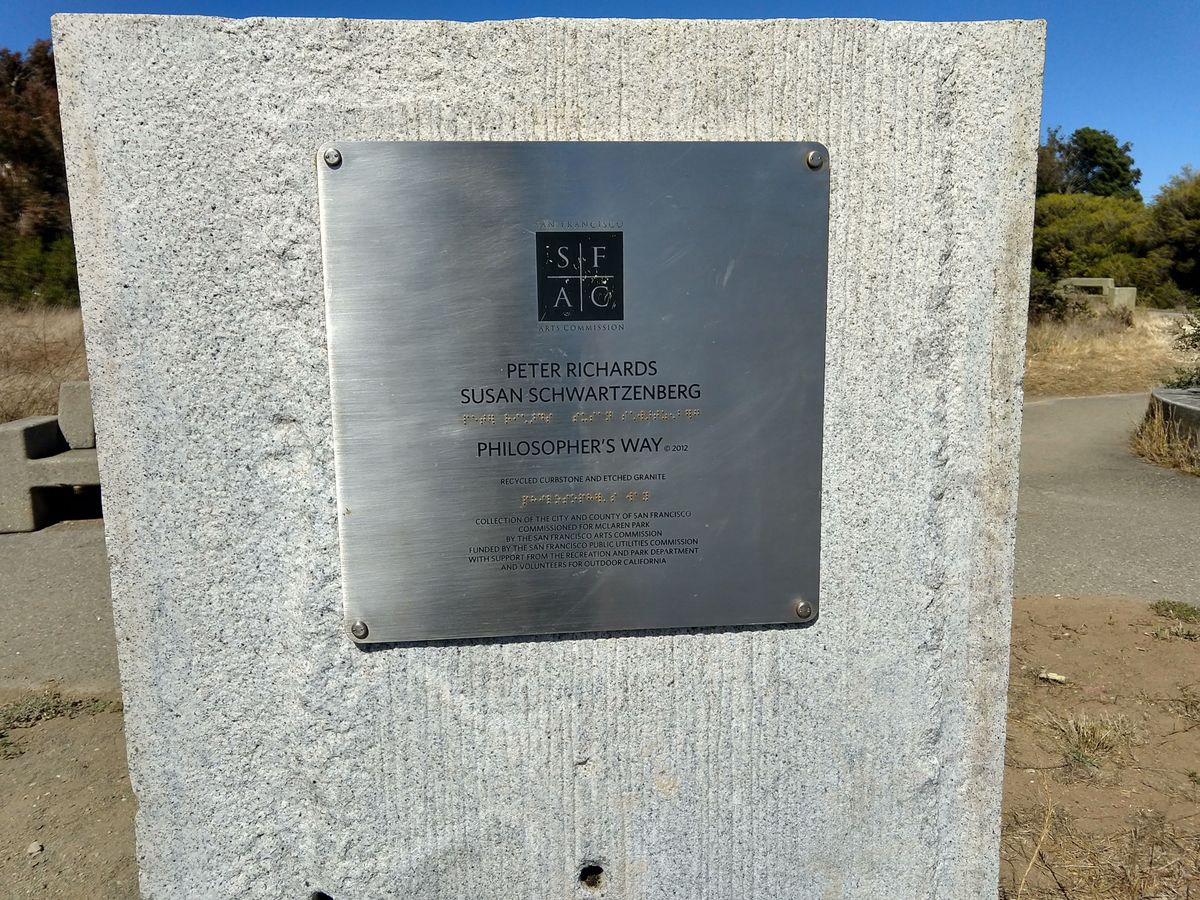 SAN FRANCISCO
S F
A C
ARTS COMMISSION
PETER RICHARDS
SUSAN SCHWARTZENBERG
PHILOSOPHER'S WAY © 2012
RECYCLED CURBSTONE AND ETCHED GRANITE
COLLECTION OF THE CITY AND COUNTY OF SAN FRANCISCO
COMMISSIONED FOR MCLAREN PARK
BY THE SAN FRANCISCO ARTS COMMISSION
FUNDED BY THE SAN FRANCISCO PUBLIC UTILITIES COMMISSION
WITH SUPPORT FROM THE RECREATION AND PARK DEPARTMENT
AND VOLUNTEERS FOR OUTDOOR CALIFORNIA